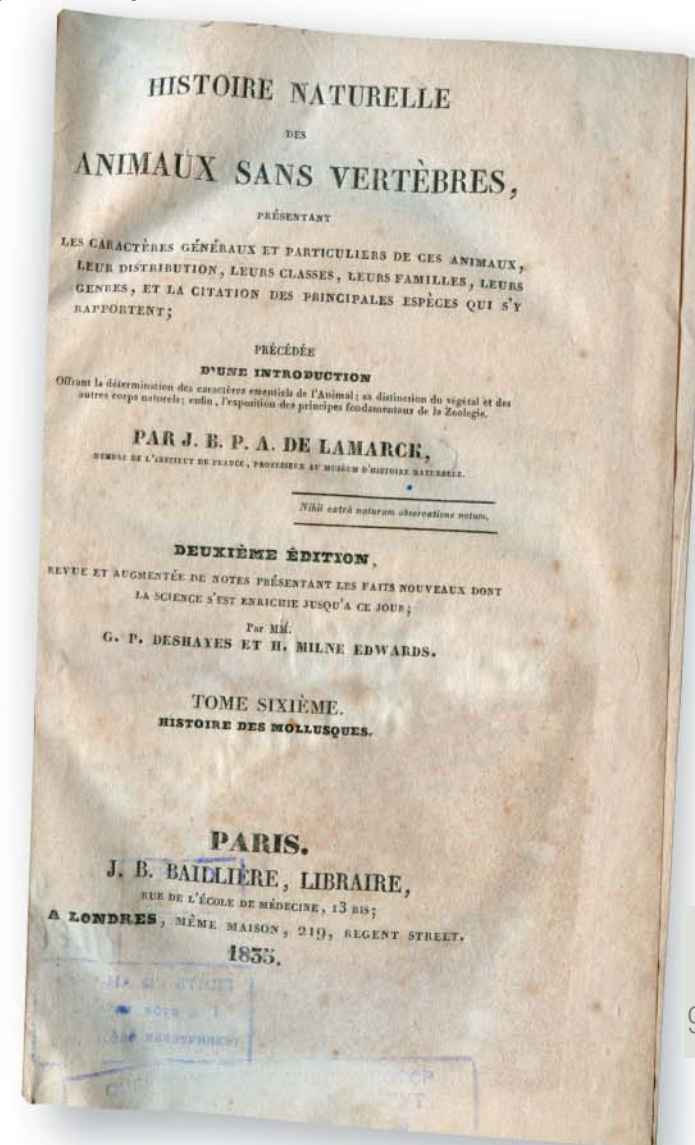 HISTOIRE NATURELLE
DES
ANIMAUX SANS VERTÈBRES,
PRÉSENTANT
LES CARACTÈRES GÉNÉRAUX ET PARTICULIERS DE CES ANIMAUX,
LEUR DISTRIBUTION, LEURS CLASSES, LEURS FAMILLES, LEURS
GENRES, ET LA CITATION DES PRINCIPALES ESPÈCES QUI S'Y
RAPPORTENT;
PRÉCÉDÉE
D'UNE INTRODUCTION
Offrant la détermination des caractères essentiels de l'Animal; sa distinction du végétal et des
autres corps naturels; enfin, l'exposition des principes fondamentaux de la Zoologie.
PAR J. B. P. A. DE LAMARCK,
MEMBRE DE L'INSTITUT DE FRANCE, PROFESSEUR AU MUSÉUM D'HISTOIRE NATURELLE.
Nihil extrà naturam observatione notum.
DEUXIÈME ÉDITION,
REVUE ET AUGMENTÉE DE NOTES PRÉSENTANT LES FAITS NOUVEAUX DONT
LA SCIENCE S'EST ENRICHIE JUSQU'A CE JOUR;
Par MM.
G. P. DESHAYES ET H. MILNE EDWARDS.
TOME SIXIÈME.
HISTOIRE DES MOLLUSQUES.
PARIS.
J. B. BAILLIÈRE, LIBRAIRE,
RUE DE L'ÉCOLE DE MÉDECINE, 13 BIS;
A LONDRES, MÊME MAISON, 219, REGENT STREET.
1835.